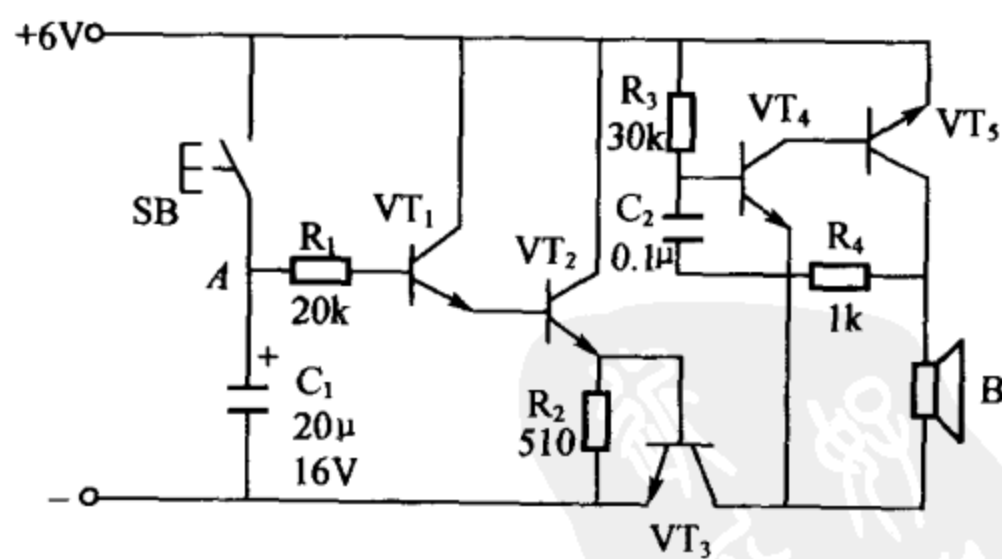 +6V
SB
A
R₁
20k
+
C₁
20μ
16V
−
VT₁
VT₂
R₂
510
VT₃
R₃
30k
C₂
0.1μ
VT₄
VT₅
R₄
1k
B